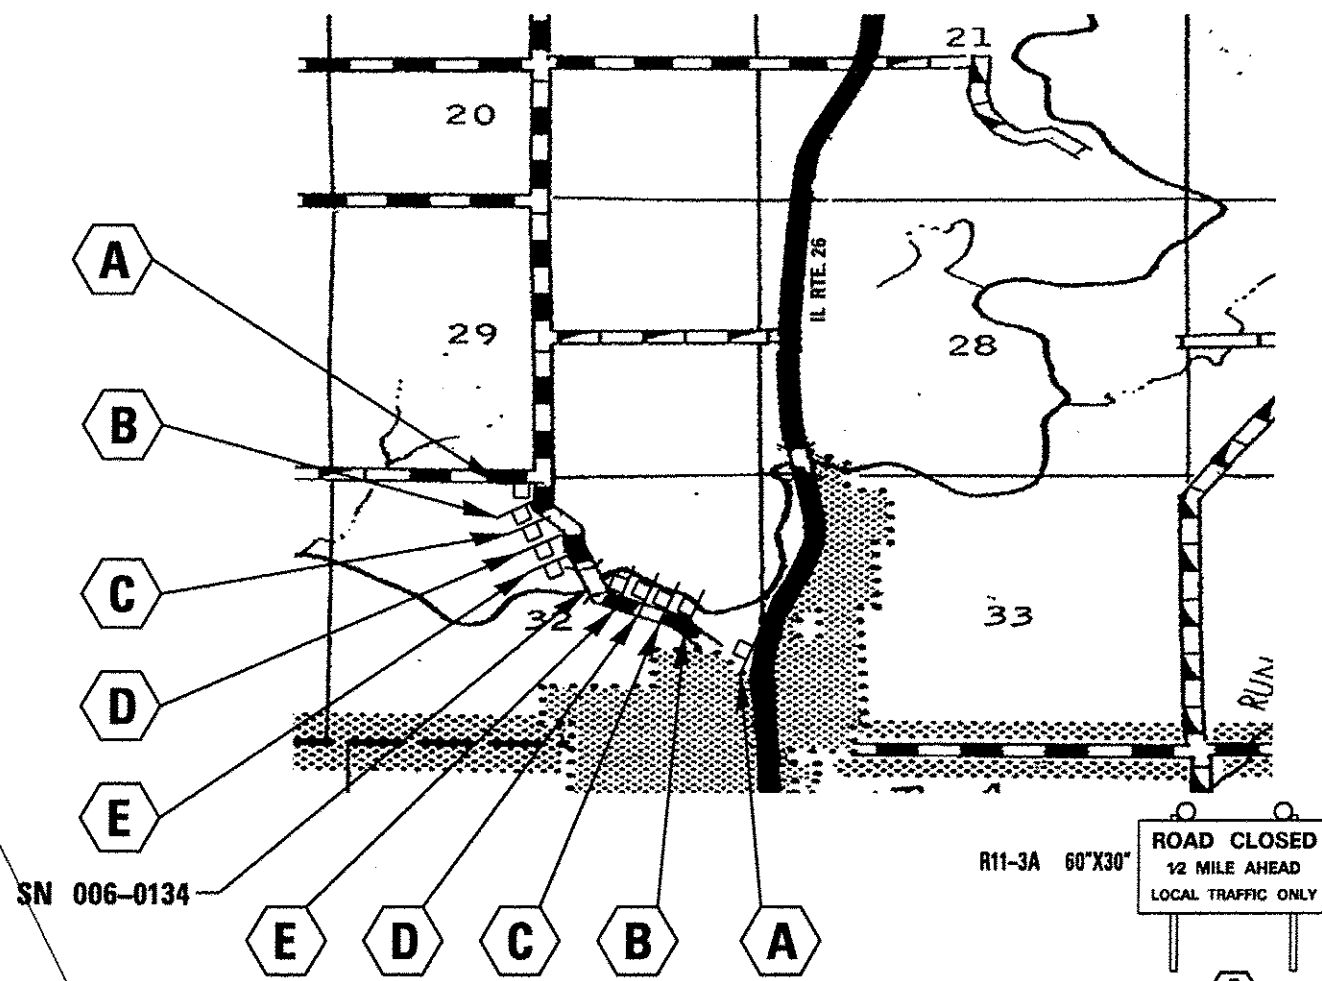 21
20
A
IL RTE. 26
29
28
B
C
32
33
D
RUN
E
ROAD CLOSED
R11-3A 60"X30"
1/2 MILE AHEAD
SN 006-0134
LOCAL TRAFFIC ONLY
E D C B A